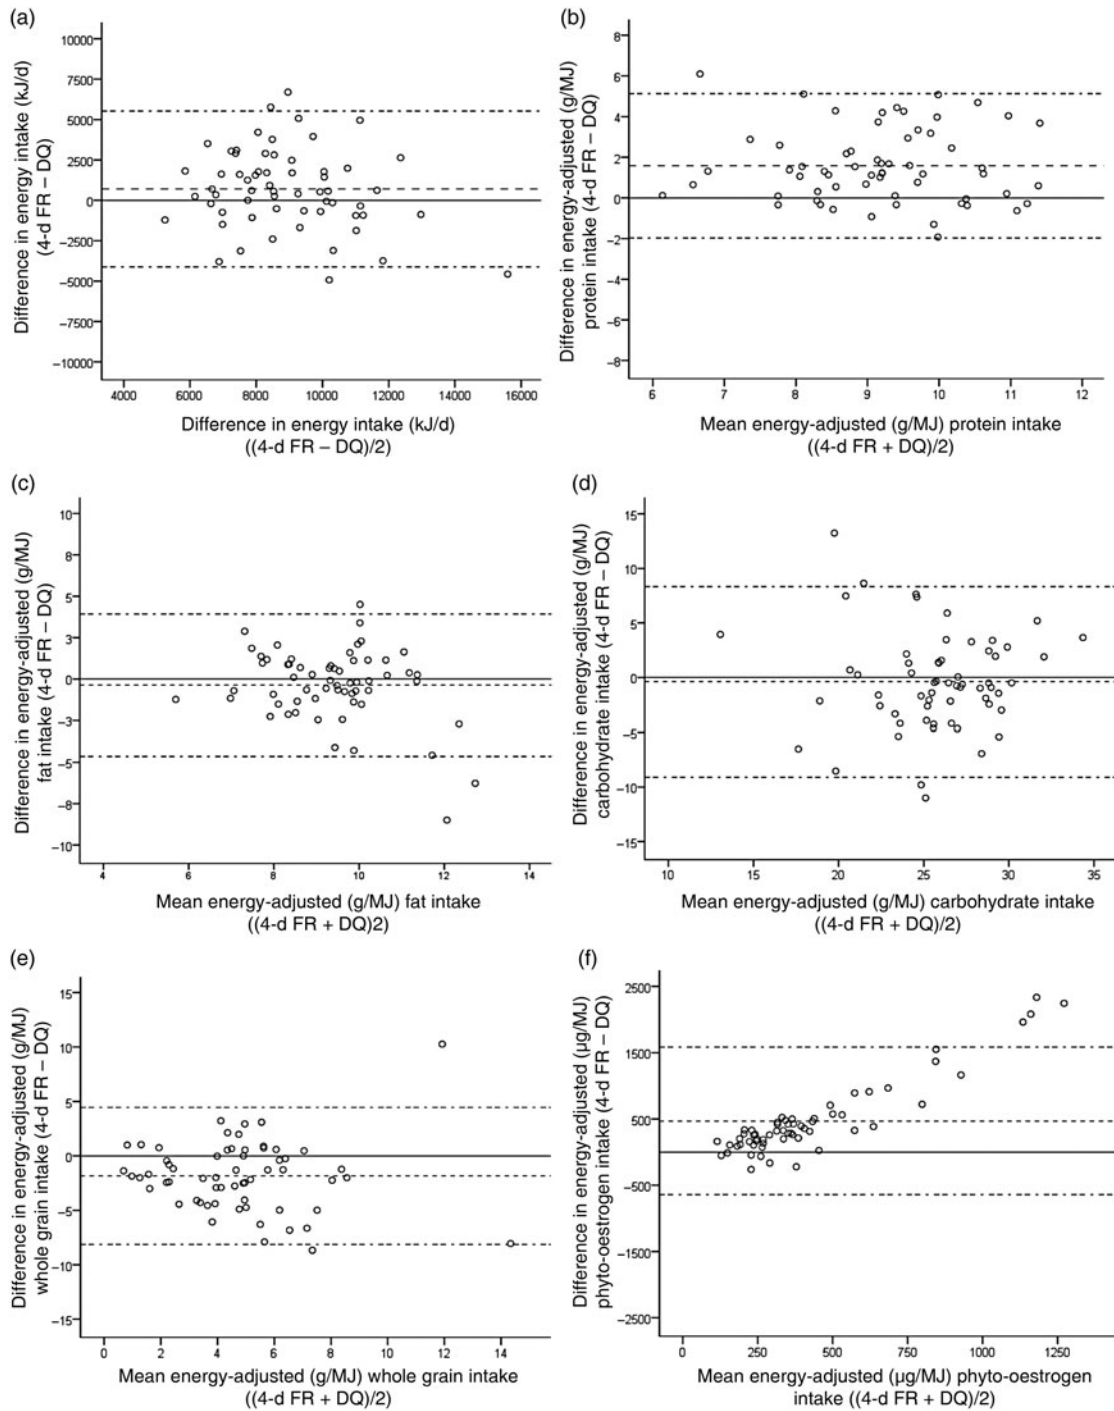 (a)
Difference in energy intake (kJ/d)
(4-d FR – DQ)
10000
7500
5000
2500
0
−2500
−5000
−7500
−10000
4000 6000 8000 10000 12000 14000 16000
Difference in energy intake (kJ/d)
((4-d FR – DQ)/2)
(b)
Difference in energy-adjusted (g/MJ)
protein intake (4-d FR – DQ)
8
6
4
2
0
−2
−4
−6
−8
6 7 8 9 10 11 12
Mean energy-adjusted (g/MJ) protein intake
((4-d FR + DQ)/2)
(c)
Difference in energy-adjusted (g/MJ)
fat intake (4-d FR – DQ)
10
8
5
3
0
−3
−5
−8
−10
4 6 8 10 12 14
Mean energy-adjusted (g/MJ) fat intake
((4-d FR + DQ)2)
(d)
Difference in energy-adjusted (g/MJ)
carbohydrate intake (4-d FR – DQ)
15
10
5
0
−5
−10
−15
10 15 20 25 30 35
Mean energy-adjusted (g/MJ) carbohydrate intake
((4-d FR + DQ)/2)
(e)
Difference in energy-adjusted (g/MJ)
whole grain intake (4-d FR – DQ)
15
10
5
0
−5
−10
−15
0 2 4 6 8 10 12 14
Mean energy-adjusted (g/MJ) whole grain intake
((4-d FR + DQ)/2)
(f)
Difference in energy-adjusted (µg/MJ)
phyto-oestrogen intake (4-d FR – DQ)
2500
1500
500
−500
−1500
−2500
0 250 500 750 1000 1250
Mean energy-adjusted (µg/MJ) phyto-oestrogen
intake ((4-d FR + DQ)/2)